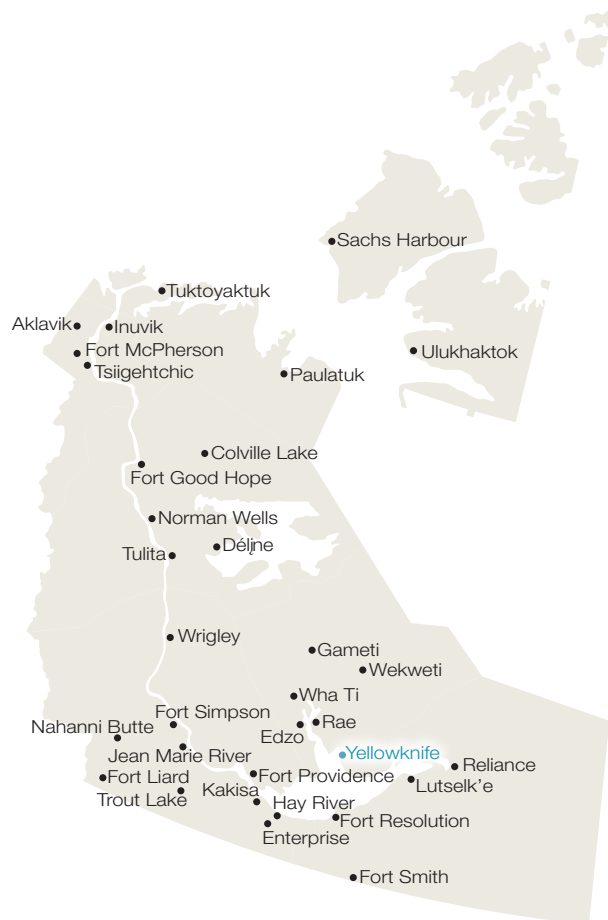 Sachs Harbour
Tuktoyaktuk
Aklavik
Inuvik
Fort McPherson
Ulukhaktok
Tsiigehtchic
Paulatuk
Colville Lake
Fort Good Hope
Norman Wells
Délįne
Tulita
Wrigley
Gameti
Wekweti
Wha Ti
Fort Simpson
Rae
Nahanni Butte
Edzo
Yellowknife
Jean Marie River
Reliance
Fort Liard
Fort Providence
Lutselk'e
Trout Lake
Kakisa
Hay River
Fort Resolution
Enterprise
Fort Smith